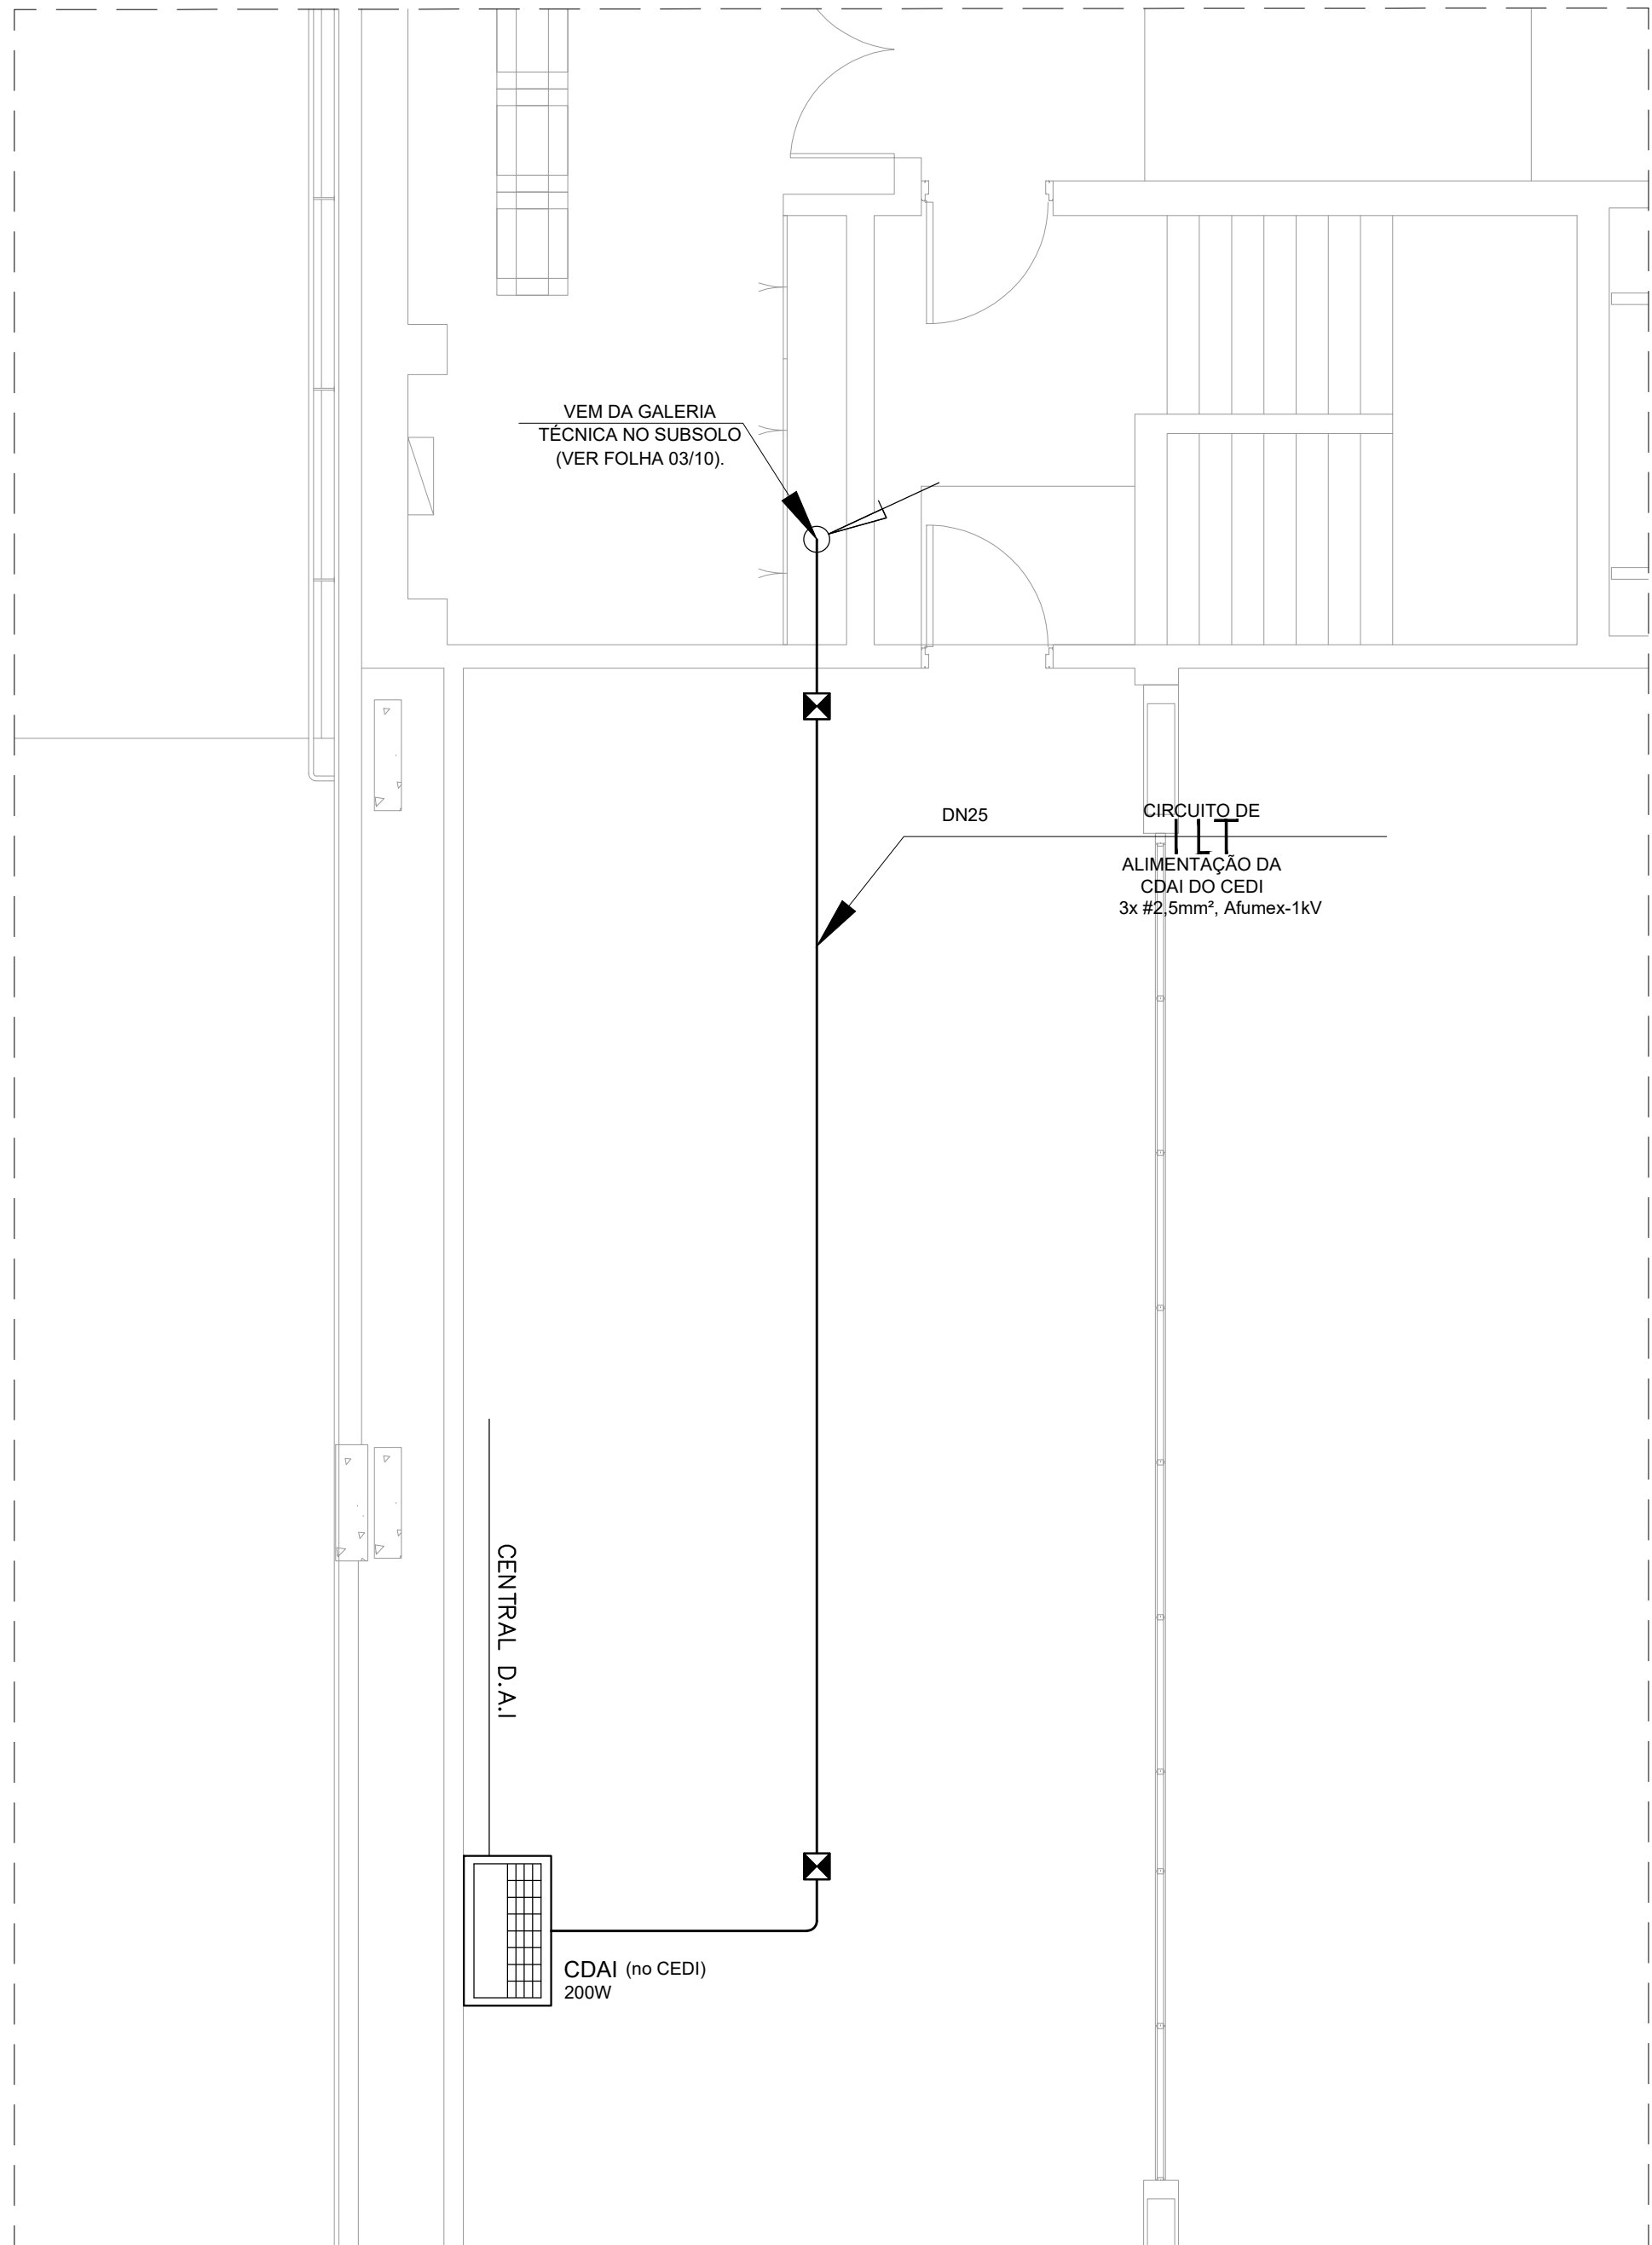 VEM DA GALERIA
TÉCNICA NO SUBSOLO
(VER FOLHA 03/10).
DN25
CIRCUITO DE
ALIMENTAÇÃO DA
CDAI DO CEDI
3x #2,5mm², Afumex-1kV
CENTRAL D.A.I
CDAI (no CEDI)
200W